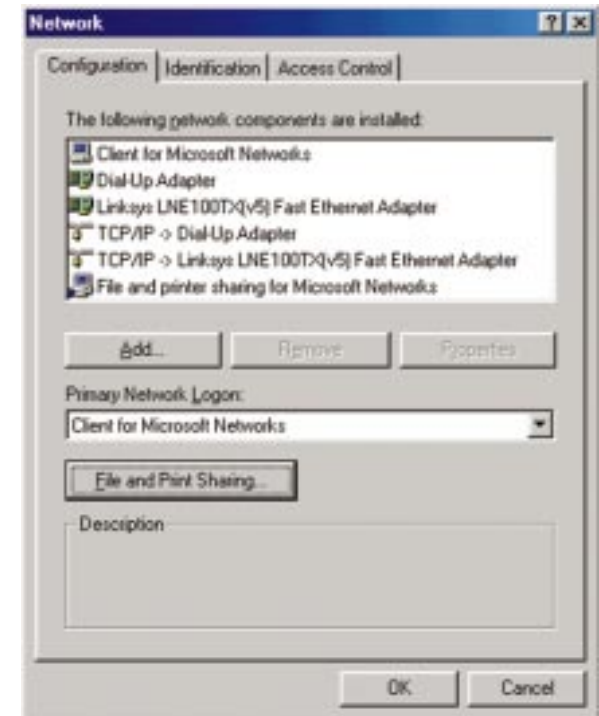 Network
Configuration Identification Access Control
The following network components are installed:
Client for Microsoft Networks
Dial-Up Adapter
Linksys LNE100TX(v5) Fast Ethernet Adapter
TCP/IP -> Dial-Up Adapter
TCP/IP -> Linksys LNE100TX(v5) Fast Ethernet Adapter
File and printer sharing for Microsoft Networks
Add... Remove Properties
Primary Network Logon:
Client for Microsoft Networks
File and Print Sharing...
Description
OK Cancel